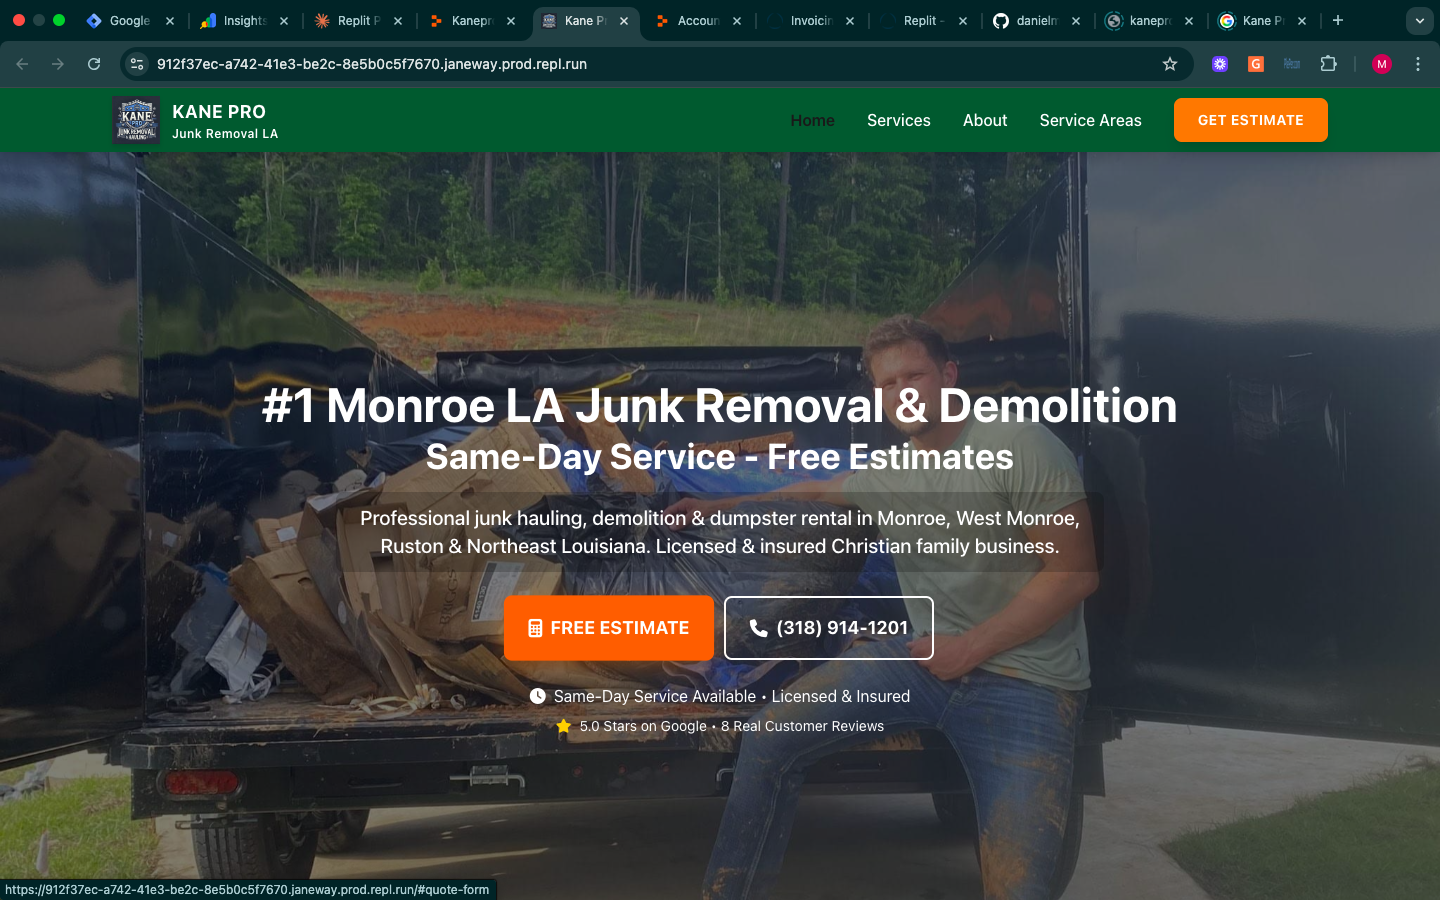 Google
Insights
Replit P
Kanepr
Kane P
Accoun
Invoicin
Replit -
danielm
kanepr
Kane P
912f37ec-a742-41e3-be2c-8e5b0c5f7670.janeway.prod.repl.run
G
M
KANE
PRO
JUNK REMOVAL
KANE PRO
Junk Removal LA
Home
Services
About
Service Areas
GET ESTIMATE
#1 Monroe LA Junk Removal & Demolition
Same-Day Service - Free Estimates
Professional junk hauling, demolition & dumpster rental in Monroe, West Monroe,
Ruston & Northeast Louisiana. Licensed & insured Christian family business.
FREE ESTIMATE
(318) 914-1201
Same-Day Service Available • Licensed & Insured
5.0 Stars on Google • 8 Real Customer Reviews
https://912f37ec-a742-41e3-be2c-8e5b0c5f7670.janeway.prod.repl.run/#quote-form